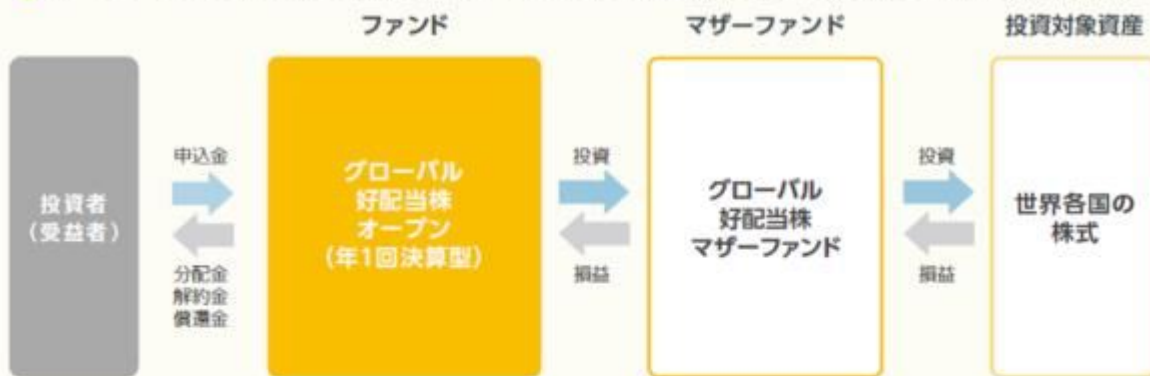 ファンド
マザーファンド
投資対象資産
投資者
(受益者)
申込金
分配金
解約金
償還金
グローバル
好配当株
オープン
(年1回決算型)
投資
損益
グローバル
好配当株
マザーファンド
投資
損益
世界各国の
株式